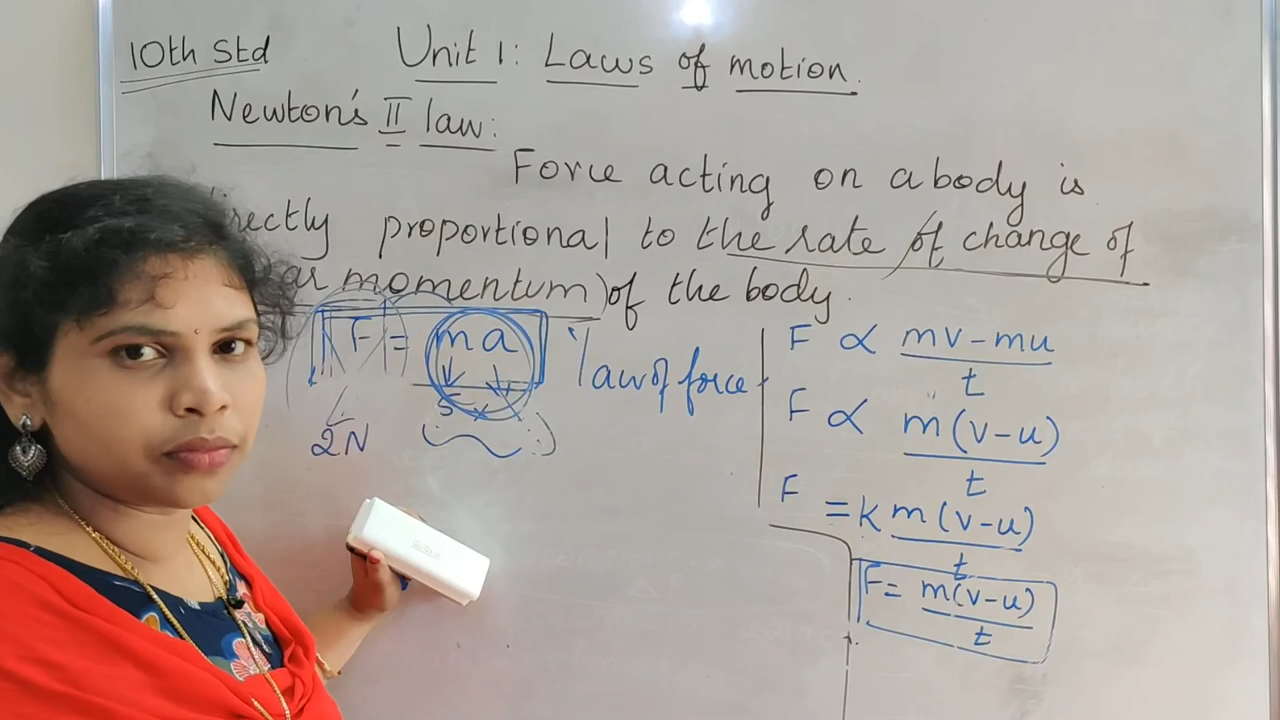 10th Std
Unit 1: Laws of motion.
Newton's II law:
Force acting on a body is
proportional to the rate of change of
momentum) of the body.
F = ma
"law of force
5 ×
2N
F ∝ mv-mu
t
F ∝ m(v-u)
t
F = k m(v-u)
t
F = m(v-u)
t